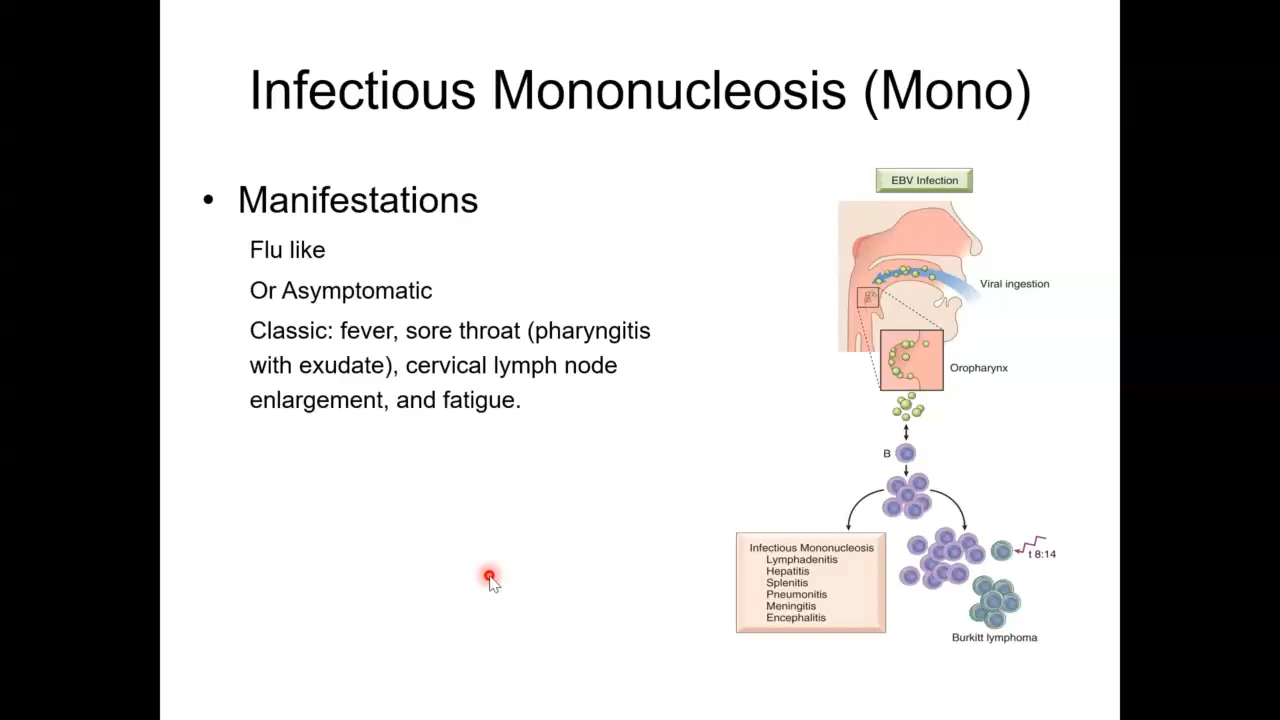 Infectious Mononucleosis (Mono)
• Manifestations
Flu like
Or Asymptomatic
Classic: fever, sore throat (pharyngitis
with exudate), cervical lymph node
enlargement, and fatigue.
EBV Infection
Viral ingestion
Oropharynx
B
Infectious Mononucleosis
Lymphadenitis
Hepatitis
Splenitis
Pneumonitis
Meningitis
Encephalitis
t 8:14
Burkitt lymphoma